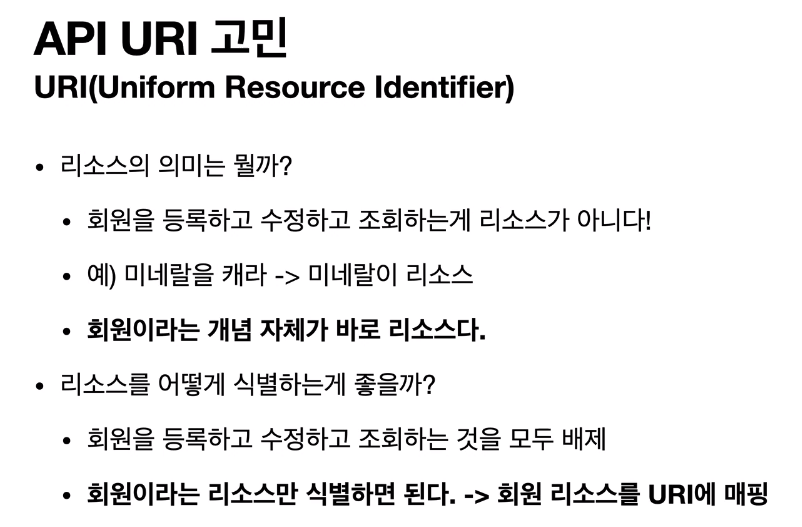 API URI 고민
URI(Uniform Resource Identifier)
• 리소스의 의미는 뭘까?
• 회원을 등록하고 수정하고 조회하는게 리소스가 아니다!
• 예) 미네랄을 캐라 -> 미네랄이 리소스
• 회원이라는 개념 자체가 바로 리소스다.
• 리소스를 어떻게 식별하는게 좋을까?
• 회원을 등록하고 수정하고 조회하는 것을 모두 배제
• 회원이라는 리소스만 식별하면 된다. -> 회원 리소스를 URI에 매핑